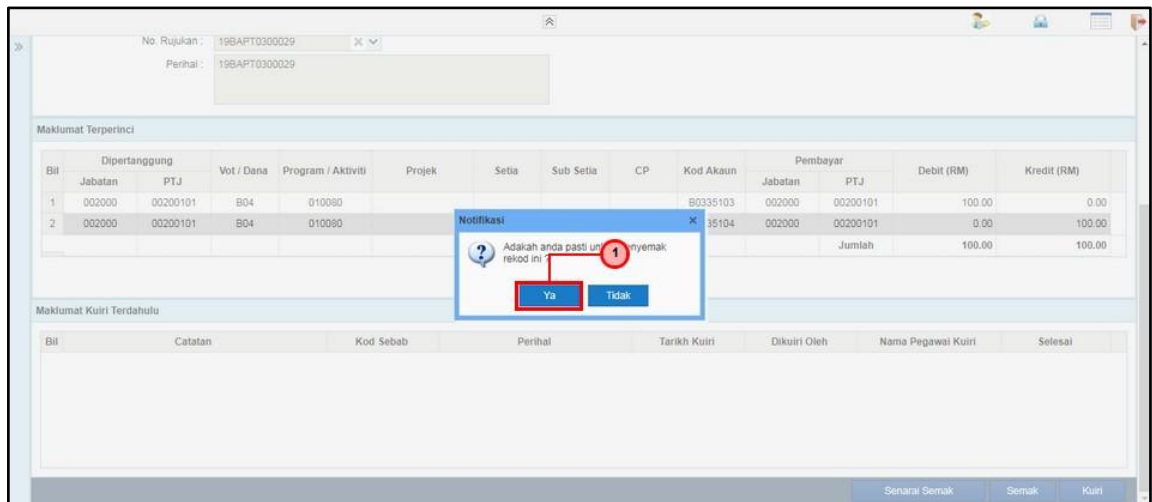 No. Rujukan : 19BAPT0300029
Perihal : 19BAPT0300029
Maklumat Terperinci
Bil Dipertanggung Vot / Dana Program / Aktiviti Projek Setia Sub Setia CP Kod Akaun Pembayar Debit (RM) Kredit (RM)
Jabatan PTJ Jabatan PTJ
1 002000 00200101 B04 010080 B0335103 002000 00200101 100.00 0.00
2 002000 00200101 B04 010080 35104 002000 00200101 0.00 100.00
Jumlah 100.00 100.00
Notifikasi
Adakah anda pasti nyemak
rekod ini ?
1
Ya Tidak
Maklumat Kuiri Terdahulu
Bil Catatan Kod Sebab Perihal Tarikh Kuiri Dikuiri Oleh Nama Pegawai Kuiri Selesai
Senarai Semak Semak Kuiri